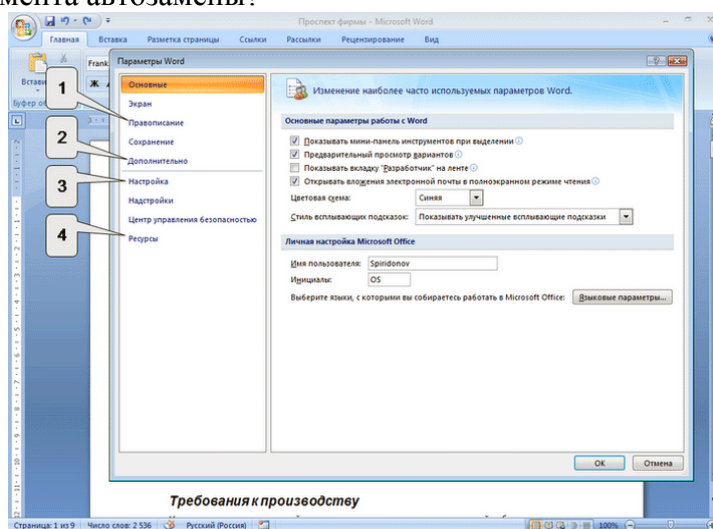 мента автозамены?
Проспект фирмы - Microsoft Word
Главная Вставка Разметка страницы Ссылки Рассылки Рецензирование Вид
Frank
Ж
Параметры Word
1
2
3
4
Основные
Экран
Правописание
Сохранение
Дополнительно
Настройка
Надстройки
Центр управления безопасностью
Ресурсы
Изменение наиболее часто используемых параметров Word.
Основные параметры работы с Word
Показывать мини-панель инструментов при выделении
Предварительный просмотр вариантов
Показывать вкладку "Разработчик" на ленте
Открывать вложения электронной почты в полноэкранном режиме чтения
Цветовая схема: Синяя
Стиль всплывающих подсказок: Показывать улучшенные всплывающие подсказки
Личная настройка Microsoft Office
Имя пользователя: Spiridonov
Инициалы: OS
Выберите языки, с которыми вы собираетесь работать в Microsoft Office: Языковые параметры...
ОК Отмена
Требования к производству
Страница: 1 из 9 Число слов: 2 536 Русский (Россия) 100%